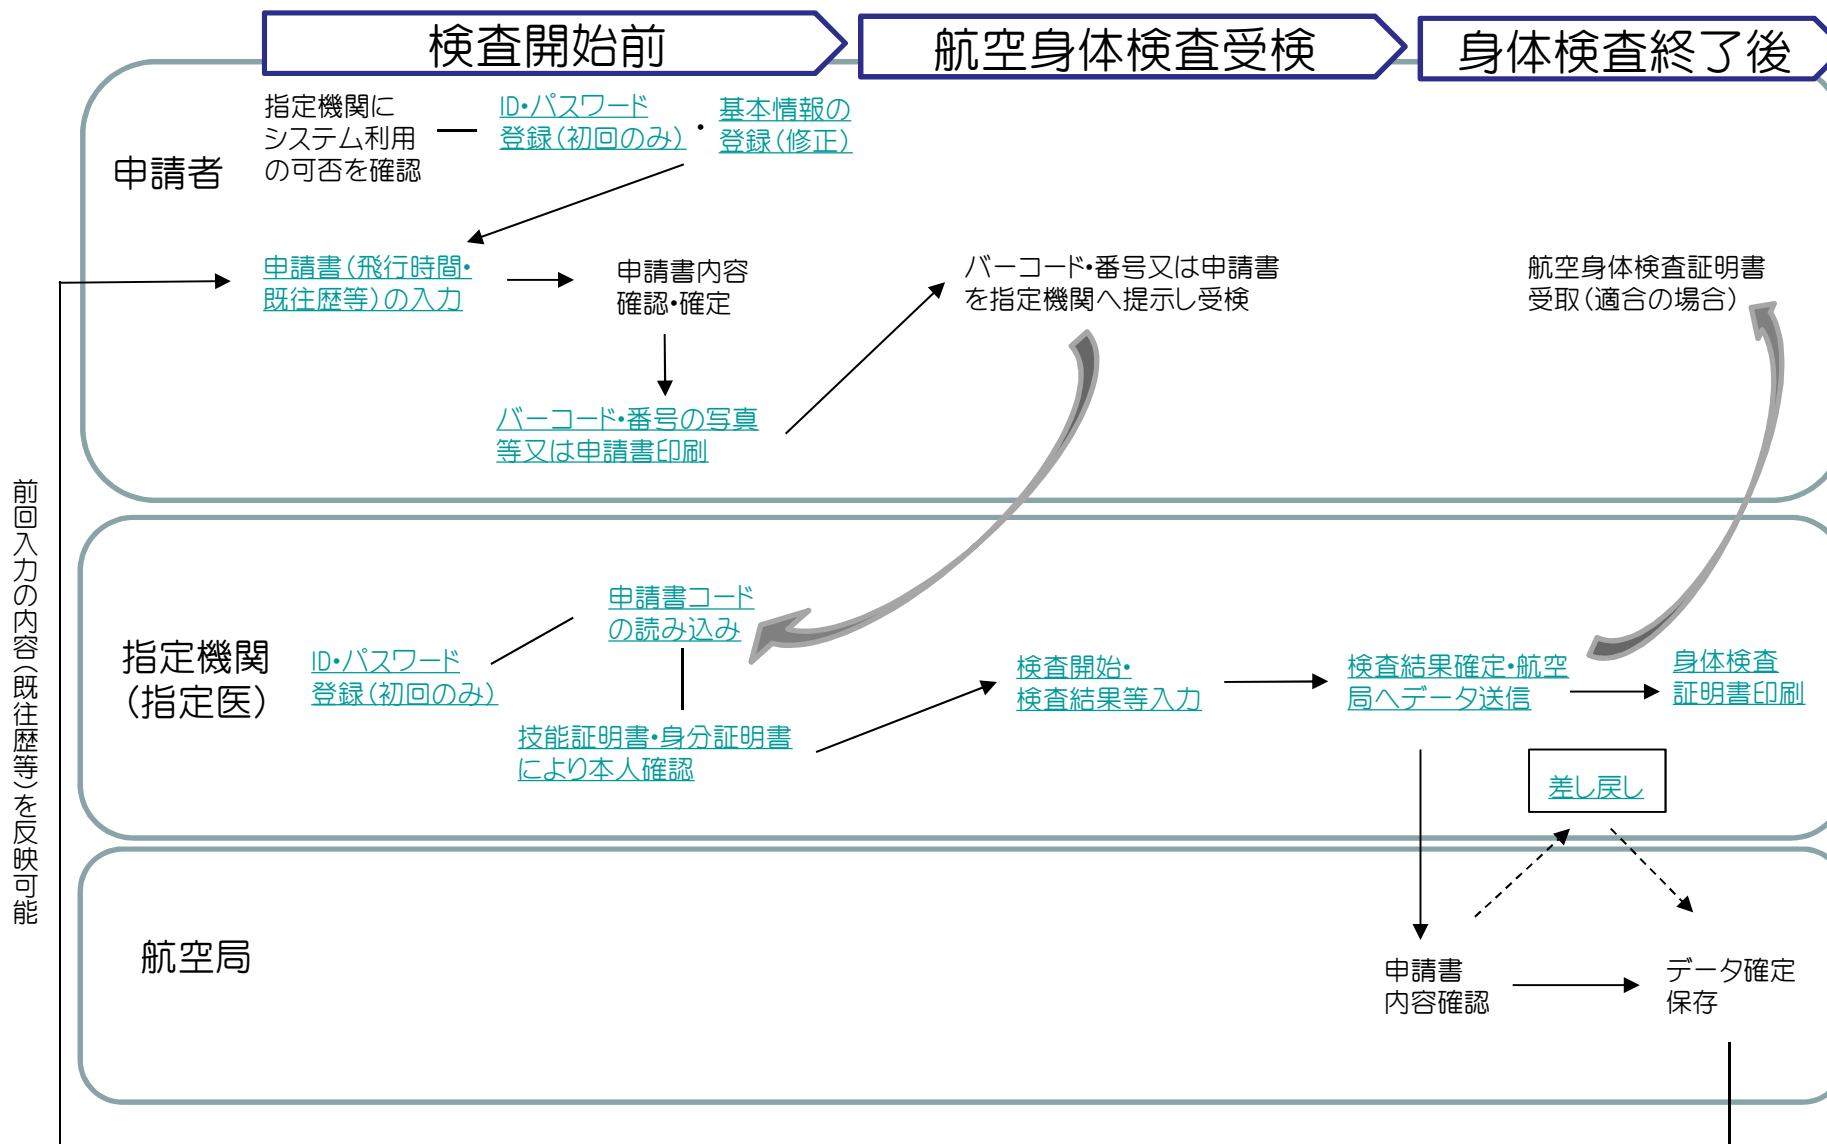 検査開始前
航空身体検査受検
身体検査終了後
申請者
指定機関に
システム利用
の可否を確認
ID・パスワード
登録（初回のみ）
・
基本情報の
登録（修正）
申請書（飛行時間・
既往歴等）の入力
申請書内容
確認・確定
バーコード・番号の写真
等又は申請書印刷
バーコード・番号又は申請書
を指定機関へ提示し受検
航空身体検査証明書
受取（適合の場合）
前回入力の内容（既往歴等）を反映可能
指定機関
（指定医）
ID・パスワード
登録（初回のみ）
申請書コード
の読み込み
技能証明書・身分証明書
により本人確認
検査開始・
検査結果等入力
検査結果確定・航空
局へデータ送信
身体検査
証明書印刷
差し戻し
航空局
申請書
内容確認
データ確定
保存